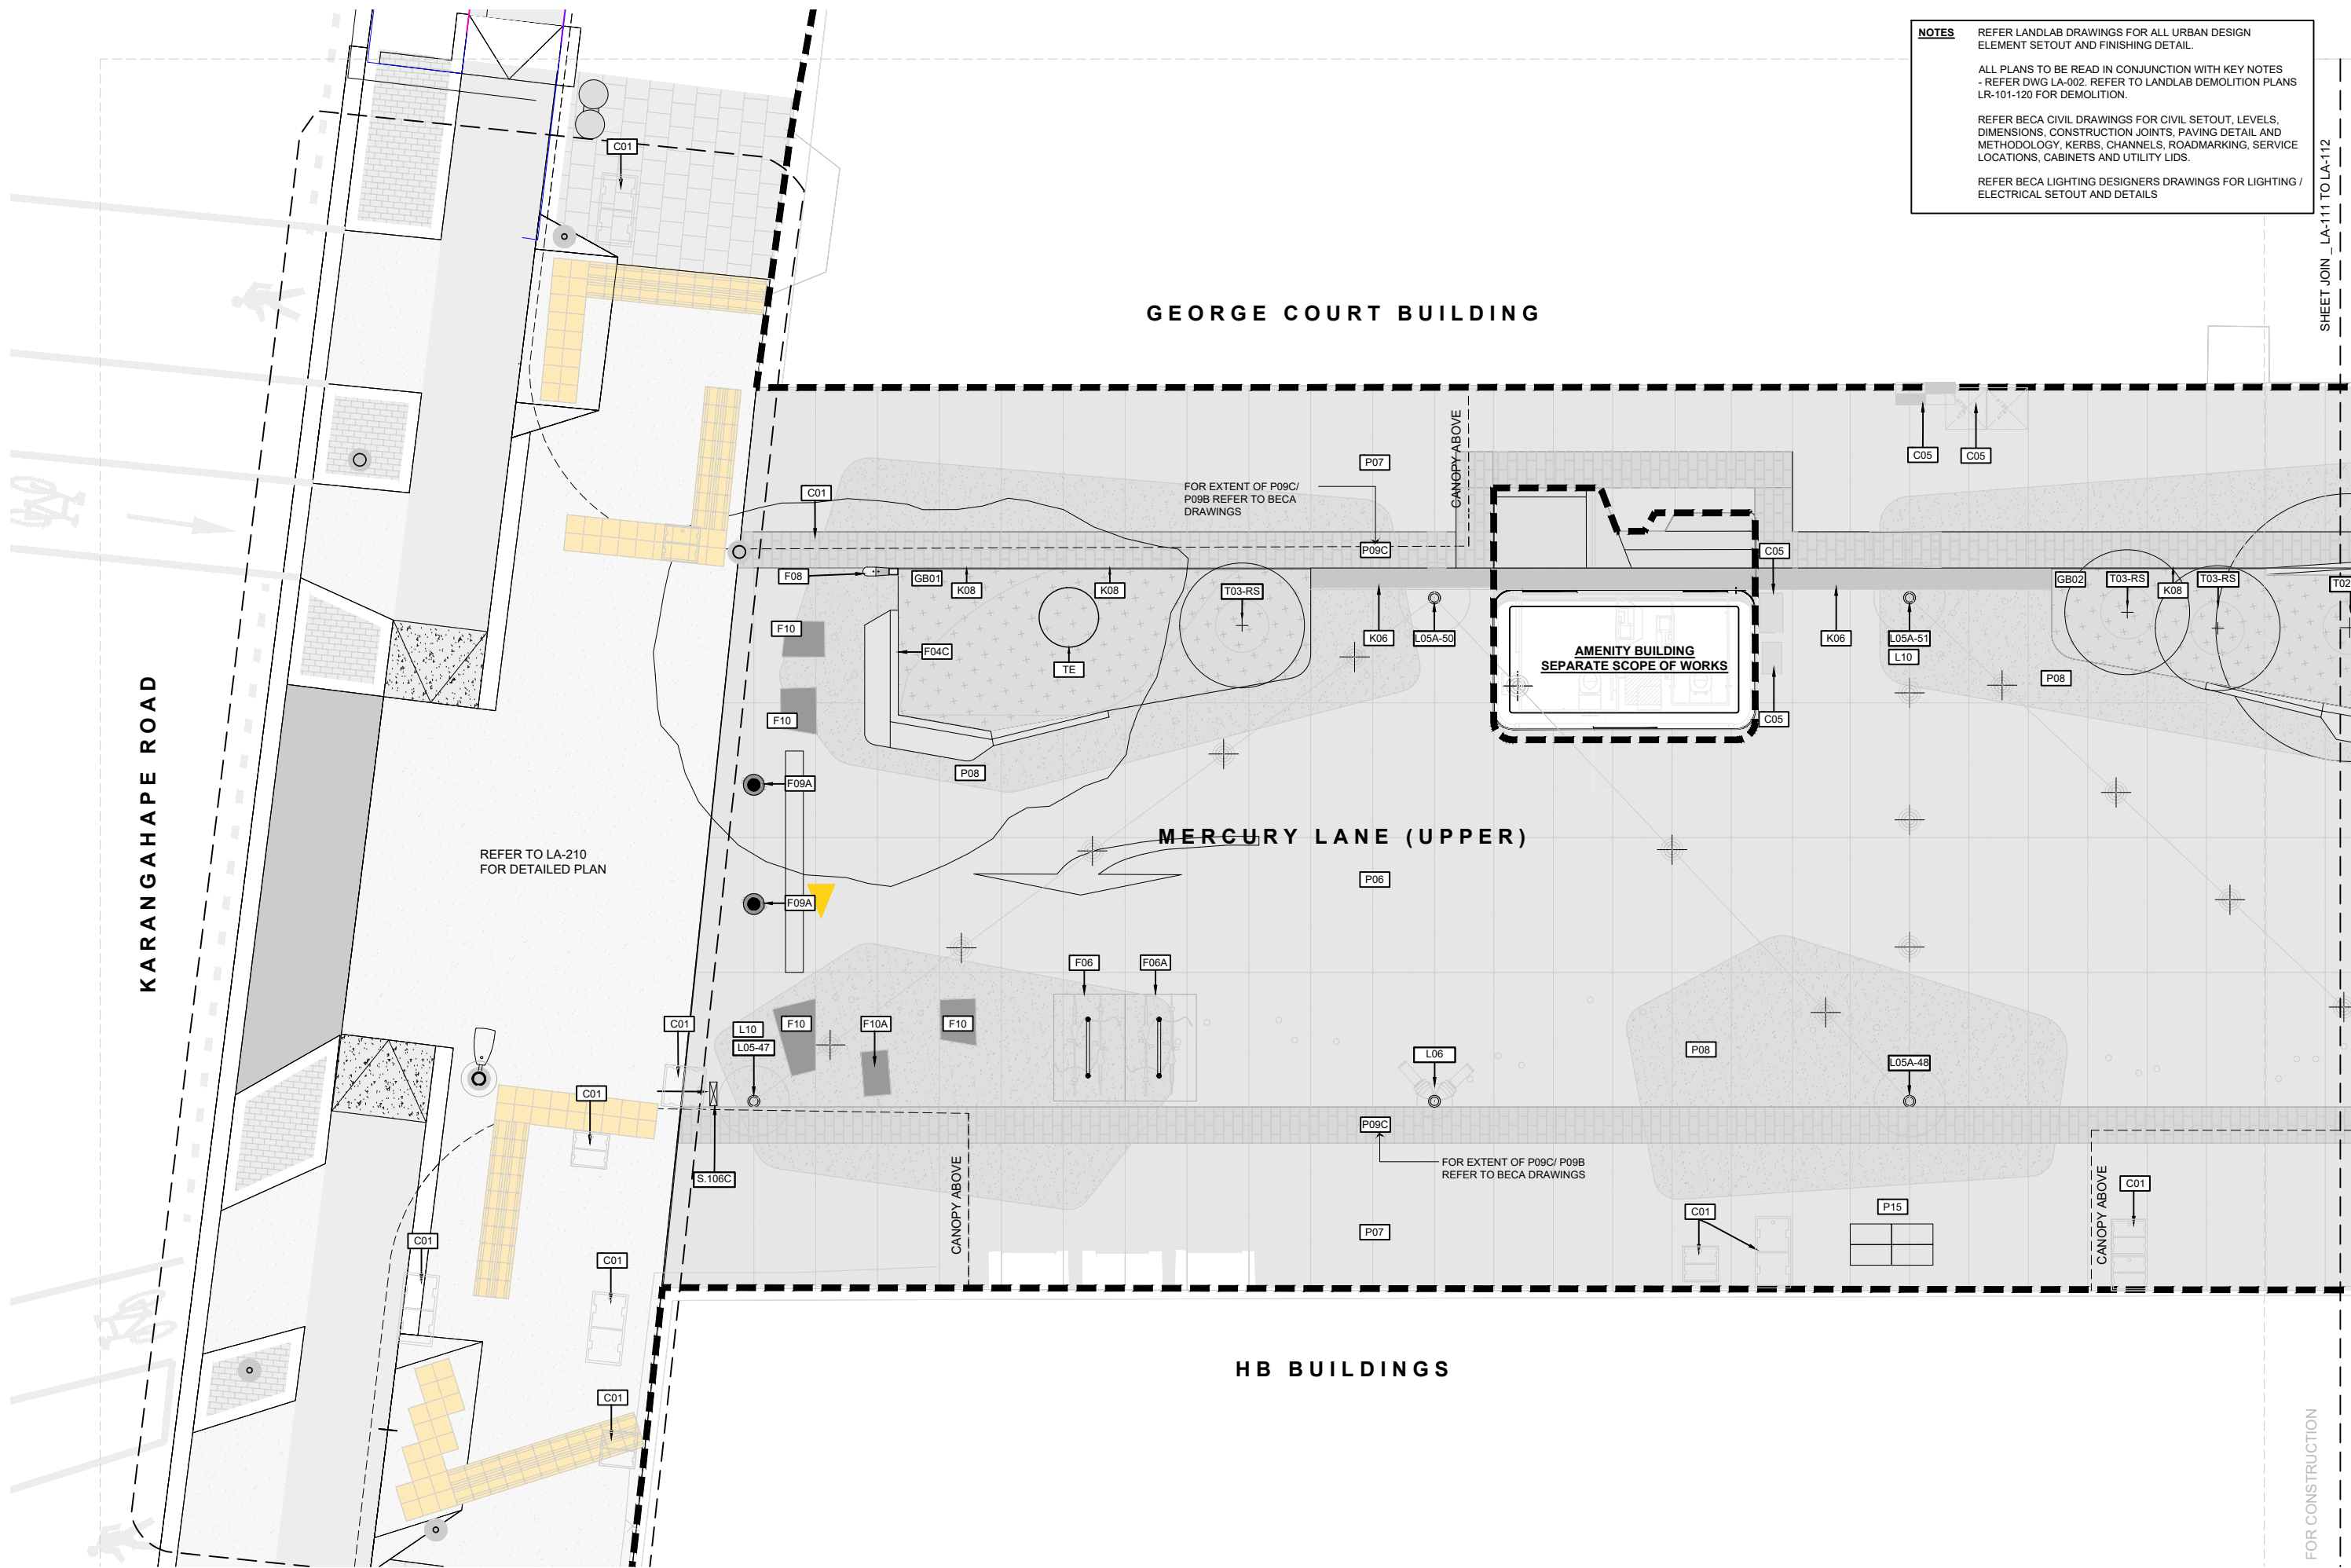 NOTES
REFER LANDLAB DRAWINGS FOR ALL URBAN DESIGN
ELEMENT SETOUT AND FINISHING DETAIL.
ALL PLANS TO BE READ IN CONJUNCTION WITH KEY NOTES
- REFER DWG LA-002. REFER TO LANDLAB DEMOLITION PLANS
LR-101-120 FOR DEMOLITION.
REFER BECA CIVIL DRAWINGS FOR CIVIL SETOUT, LEVELS,
DIMENSIONS, CONSTRUCTION JOINTS, PAVING DETAIL AND
METHODOLOGY, KERBS, CHANNELS, ROADMARKING, SERVICE
LOCATIONS, CABINETS AND UTILITY LIDS.
REFER BECA LIGHTING DESIGNERS DRAWINGS FOR LIGHTING /
ELECTRICAL SETOUT AND DETAILS
SHEET JOIN _ LA-111 TO LA-112
C01
GEORGE COURT BUILDING
CANOPY ABOVE
P07
C05
C05
C01
FOR EXTENT OF P09C/
P09B REFER TO BECA
DRAWINGS
P09C
C05
F08
GB01
K08
K08
T03-RS
GB02
T03-RS
K08
T03-RS
T02
F10
F04C
TE
K06
L05A-50
AMENITY BUILDING
SEPARATE SCOPE OF WORKS
K06
L05A-51
L10
P08
F10
C05
P08
F09A
KARANGAHAPE ROAD
MERCURY LANE (UPPER)
REFER TO LA-210
FOR DETAILED PLAN
P06
F09A
F06
F06A
C01
L10
F10
F10A
F10
L05-47
L06
P08
L05A-48
C01
P09C
FOR EXTENT OF P09C/ P09B
REFER TO BECA DRAWINGS
S.106C
CANOPY ABOVE
CANOPY ABOVE
C01
P15
C01
P07
C01
C01
HB BUILDINGS
C01
FOR CONSTRUCTION